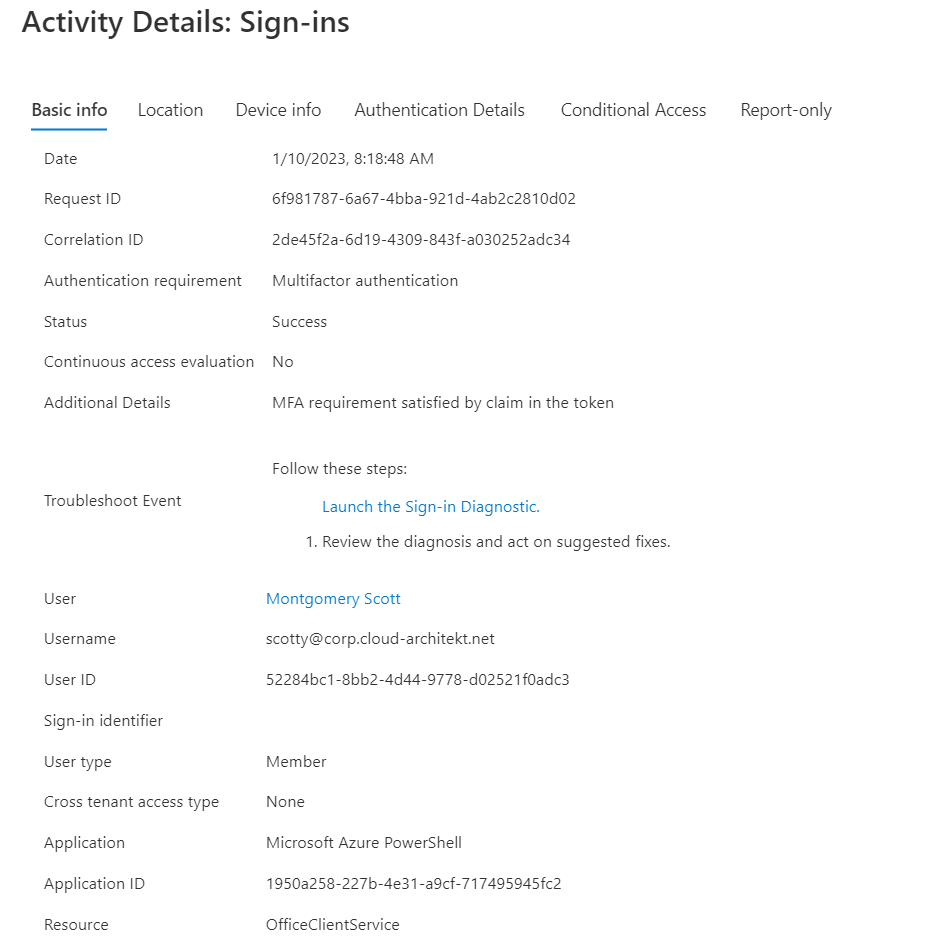 Activity Details: Sign-ins
Basic info Location Device info Authentication Details Conditional Access Report-only
Date 1/10/2023, 8:18:48 AM
Request ID 6f981787-6a67-4bba-921d-4ab2c2810d02
Correlation ID 2de45f2a-6d19-4309-843f-a030252adc34
Authentication requirement Multifactor authentication
Status Success
Continuous access evaluation No
Additional Details MFA requirement satisfied by claim in the token
Follow these steps:
Troubleshoot Event
Launch the Sign-in Diagnostic.
1. Review the diagnosis and act on suggested fixes.
User Montgomery Scott
Username scotty@corp.cloud-architekt.net
User ID 52284bc1-8bb2-4d44-9778-d02521f0adc3
Sign-in identifier
User type Member
Cross tenant access type None
Application Microsoft Azure PowerShell
Application ID 1950a258-227b-4e31-a9cf-717495945fc2
Resource OfficeClientService